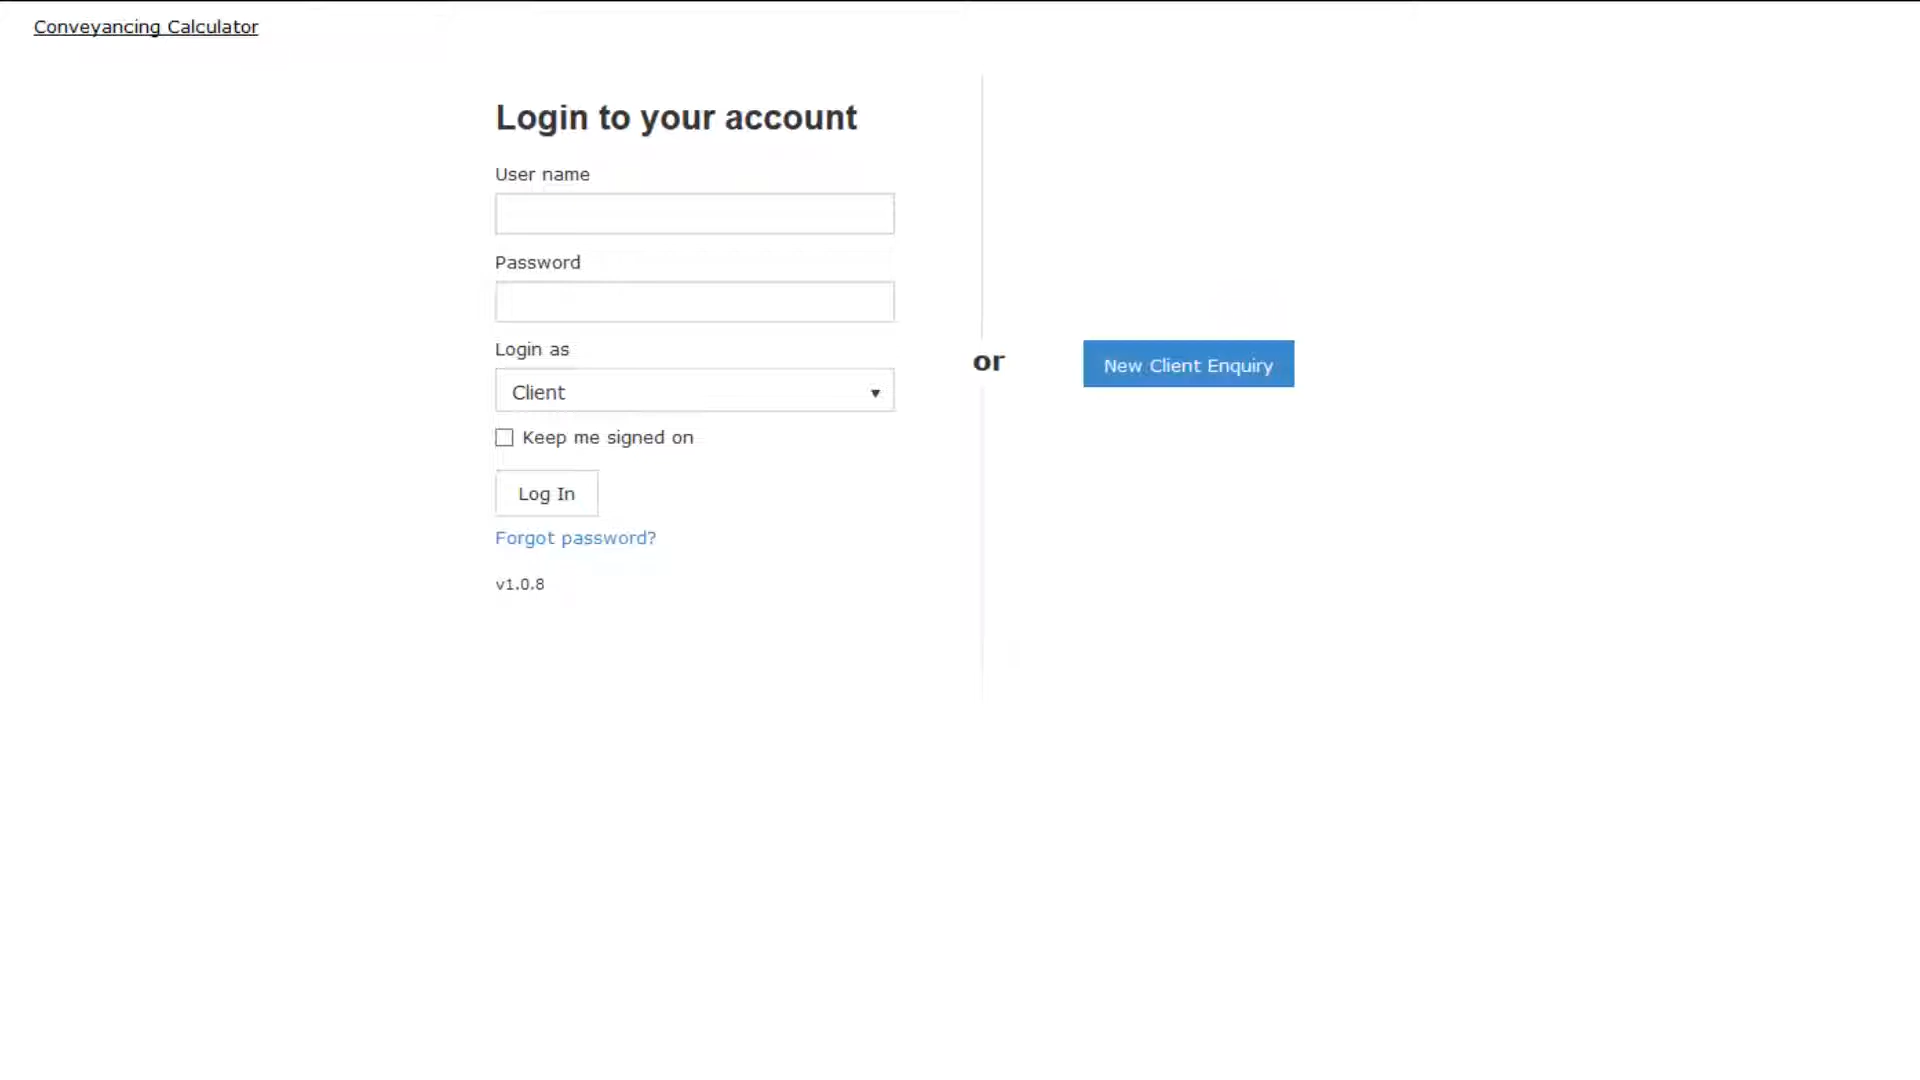 Conveyancing Calculator
Login to your account
User name
Password
Login as
Client
Keep me signed on
Log In
Forgot password?
v1.0.8
or
New Client Enquiry